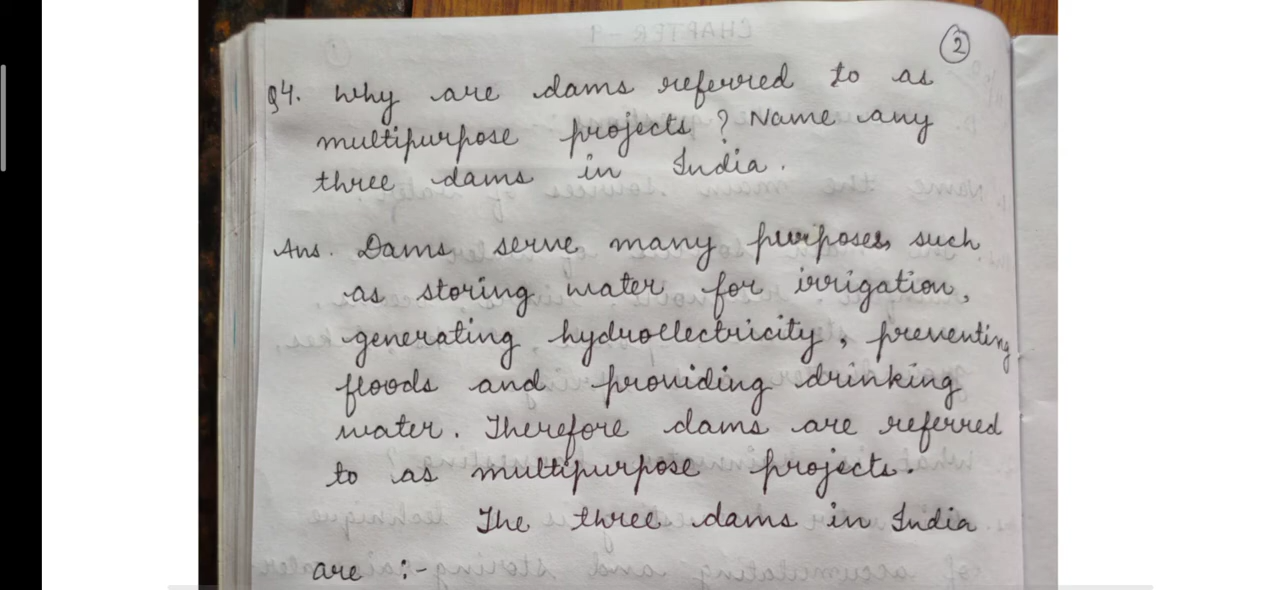 2
Q4. Why are dams referred to as
multipurpose projects? Name any
three dams in India.
Ans. Dams serve many purposes, such
as storing water for irrigation,
generating hydroelectricity, preventing
floods and providing drinking
water. Therefore dams are referred
to as multipurpose projects.
The three dams in India
are :-